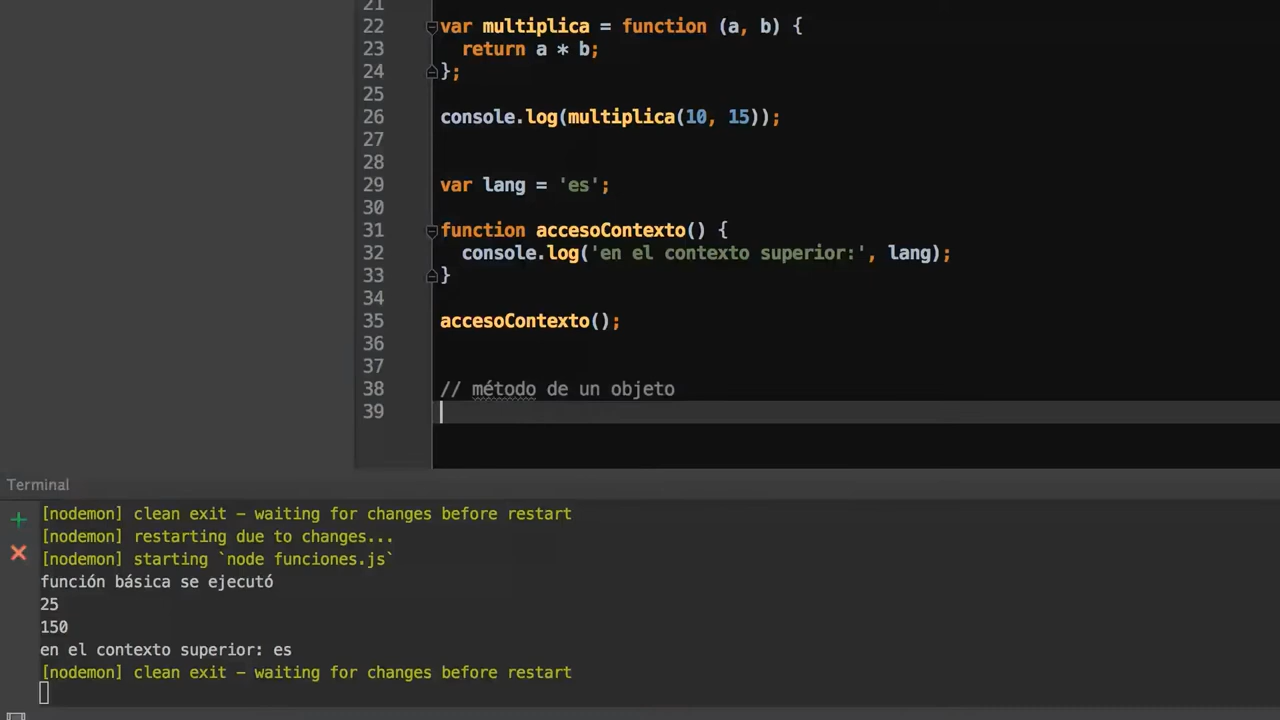 21
22 var multiplica = function (a, b) {
23 return a * b;
24 };
25
26 console.log(multiplica(10, 15));
27
28
29 var lang = 'es';
30
31 function accesoContexto() {
32 console.log('en el contexto superior:', lang);
33 }
34
35 accesoContexto();
36
37
38 // método de un objeto
39
Terminal
[nodemon] clean exit - waiting for changes before restart
[nodemon] restarting due to changes...
[nodemon] starting `node funciones.js`
función básica se ejecutó
25
150
en el contexto superior: es
[nodemon] clean exit - waiting for changes before restart